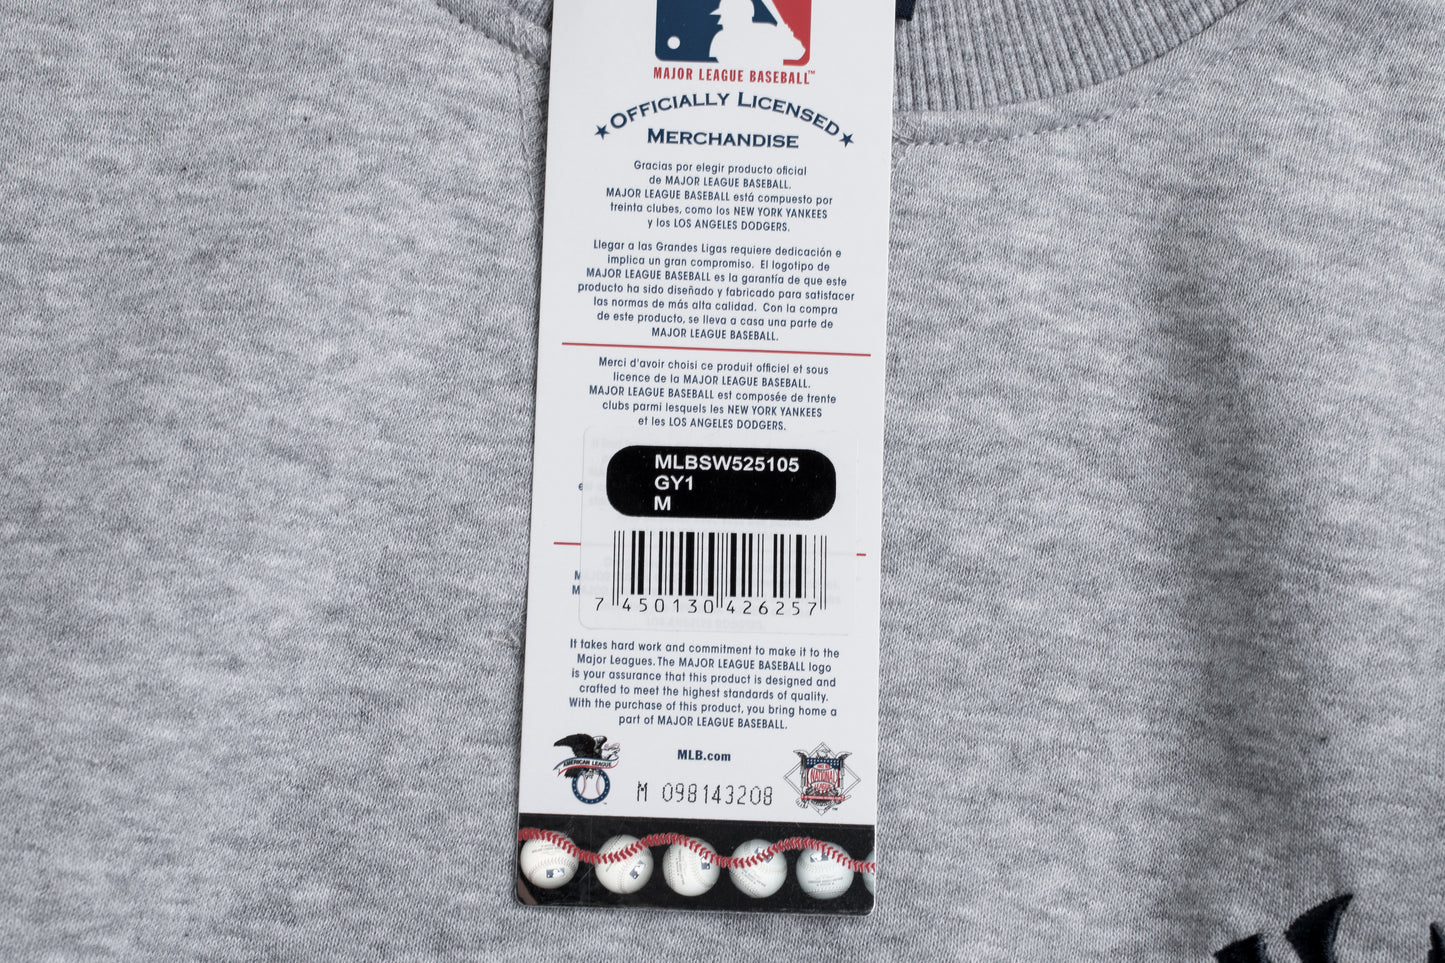 MAJOR LEAGUE BASEBALL™
★ OFFICIALLY LICENSED ★
MERCHANDISE
Gracias por elegir producto oficial
de MAJOR LEAGUE BASEBALL.
MAJOR LEAGUE BASEBALL está compuesto por
treinta clubes, como los NEW YORK YANKEES
y los LOS ANGELES DODGERS.
Llegar a las Grandes Ligas requiere dedicación e
implica un gran compromiso. El logotipo de
MAJOR LEAGUE BASEBALL es la garantía de que este
producto ha sido diseñado y fabricado para satisfacer
las normas de más alta calidad. Con la compra
de este producto, se lleva a casa una parte de
MAJOR LEAGUE BASEBALL.
Merci d'avoir choisi ce produit officiel et sous
licence de la MAJOR LEAGUE BASEBALL.
MAJOR LEAGUE BASEBALL est composée de trente
clubs parmi lesquels les NEW YORK YANKEES
et les LOS ANGELES DODGERS.
MLBSW525105
GY1
M
7 450130 426257
It takes hard work and commitment to make it to the
Major Leagues. The MAJOR LEAGUE BASEBALL logo
is your assurance that this product is designed and
crafted to meet the highest standards of quality.
With the purchase of this product, you bring home a
part of MAJOR LEAGUE BASEBALL.
MLB.com
AMERICAN LEAGUE
NATIONAL
LEAGUE
M 098143208